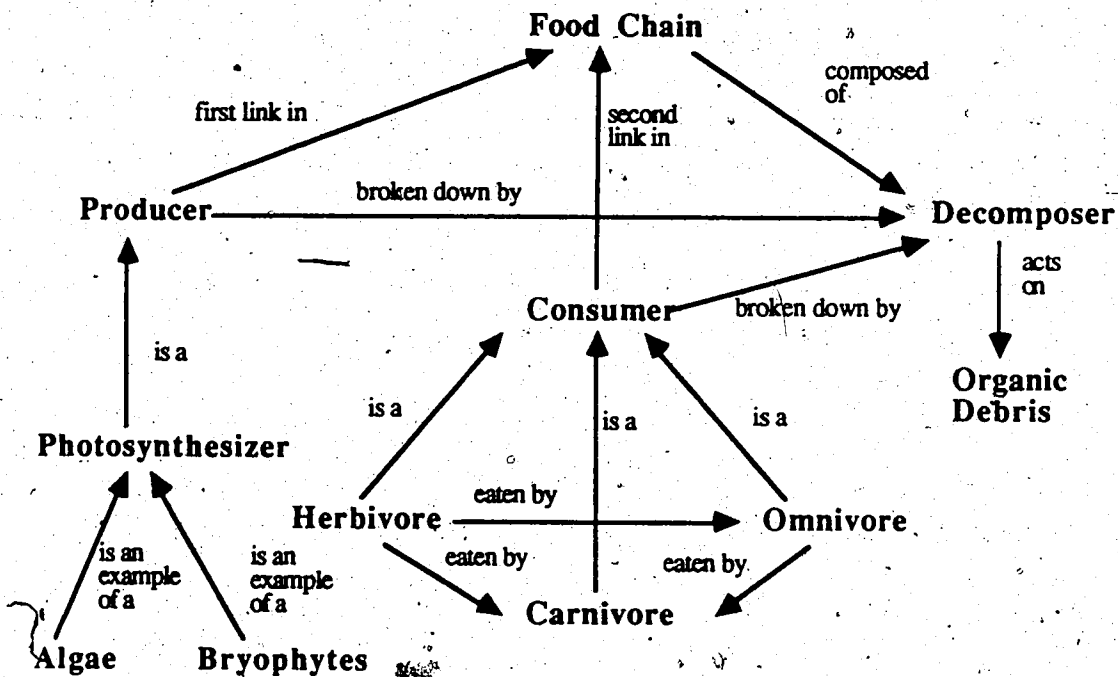 Food Chain
composed
of
first link in
second
link in
broken down by
Producer
Decomposer
acts
on
Consumer
broken down by
is a
Organic
Debris
is a
is a
is a
Photosynthesizer
eaten by
Herbivore
Omnivore
is an
example
of a
is an
example
of a
eaten by
eaten by
Carnivore
Algae
Bryophytes